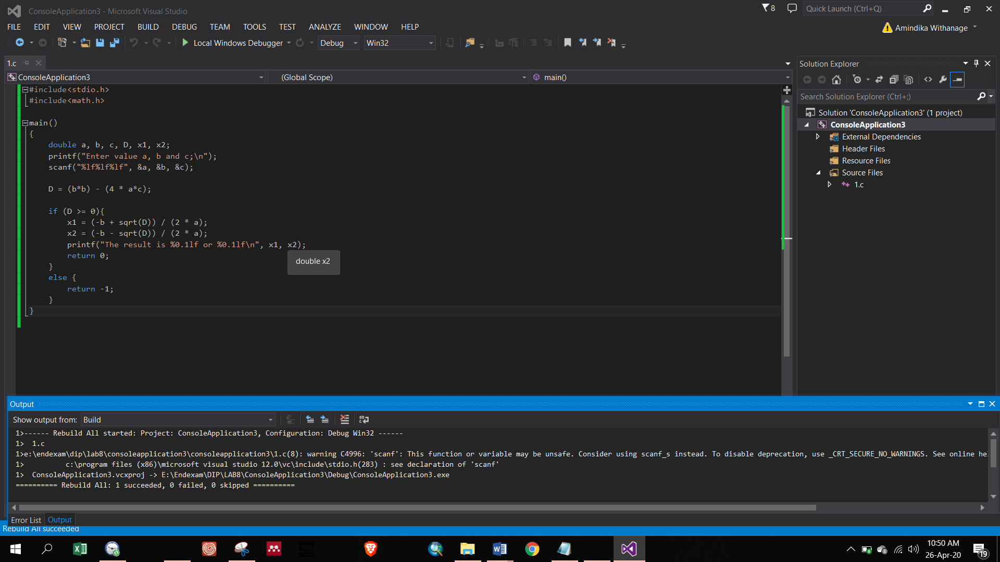 ConsoleApplication3 - Microsoft Visual Studio
8
Quick Launch (Ctrl+Q)
FILE EDIT VIEW PROJECT BUILD DEBUG TEAM TOOLS TEST ANALYZE WINDOW HELP
Amindika Withanage
Local Windows Debugger Debug Win32
1.c
ConsoleApplication3 (Global Scope) main()
#include<stdio.h>
#include<math.h>
main()
{
double a, b, c, D, x1, x2;
printf("Enter value a, b and c;\n");
scanf("%lf%lf%lf", &a, &b, &c);
D = (b*b) - (4 * a*c);
if (D >= 0){
x1 = (-b + sqrt(D)) / (2 * a);
x2 = (-b - sqrt(D)) / (2 * a);
printf("The result is %0.1lf or %0.1lf\n", x1, x2);
return 0;
double x2
}
else {
return -1;
}
}
Solution Explorer
Search Solution Explorer (Ctrl+;)
Solution 'ConsoleApplication3' (1 project)
ConsoleApplication3
External Dependencies
Header Files
Resource Files
Source Files
1.c
Output
Show output from: Build
1>------ Rebuild All started: Project: ConsoleApplication3, Configuration: Debug Win32 ------
1>  1.c
1>e:\endexam\dip\lab8\consoleapplication3\consoleapplication3\1.c(8): warning C4996: 'scanf': This function or variable may be unsafe. Consider using scanf_s instead. To disable deprecation, use _CRT_SECURE_NO_WARNINGS. See online hel
1>          c:\program files (x86)\microsoft visual studio 12.0\vc\include\stdio.h(283) : see declaration of 'scanf'
1>  ConsoleApplication3.vcxproj -> E:\Endexam\DIP\LAB8\ConsoleApplication3\Debug\ConsoleApplication3.exe
========== Rebuild All: 1 succeeded, 0 failed, 0 skipped ==========
Error List Output
Rebuild All succeeded
10:50 AM
26-Apr-20
19